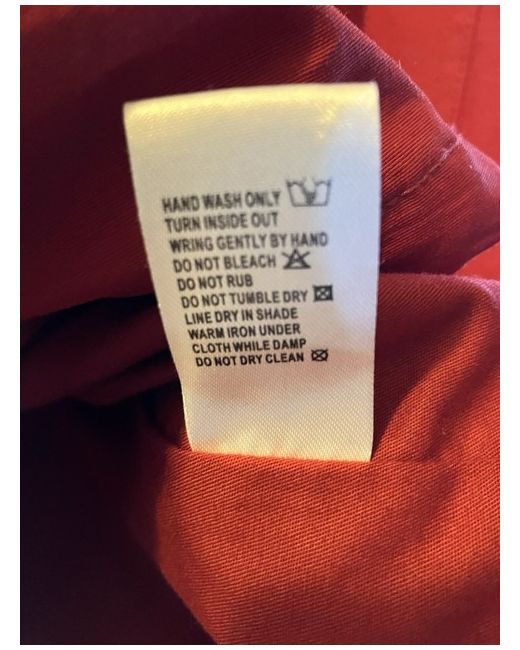 HAND WASH ONLY
TURN INSIDE OUT
WRING GENTLY BY HAND
DO NOT BLEACH
DO NOT RUB
DO NOT TUMBLE DRY
LINE DRY IN SHADE
WARM IRON UNDER
CLOTH WHILE DAMP
DO NOT DRY CLEAN